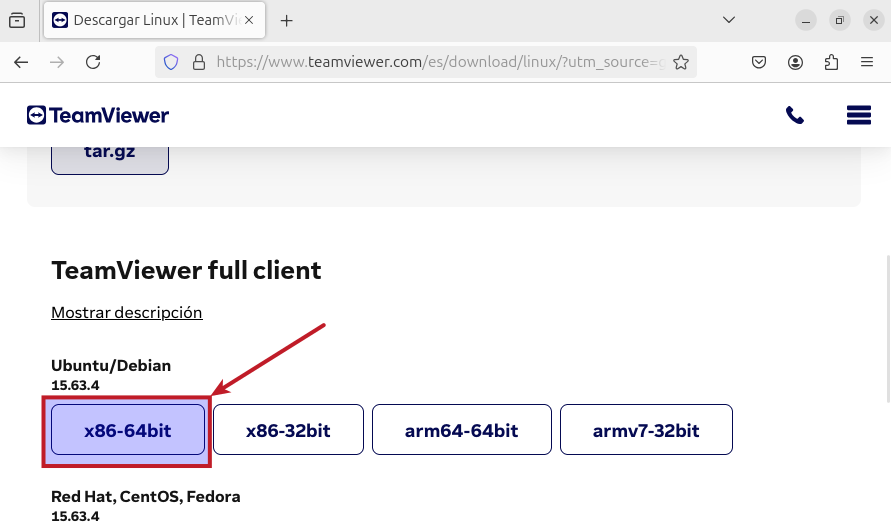 Descargar Linux | TeamVi
https://www.teamviewer.com/es/download/linux/?utm_source=g
TeamViewer
tar.gz
TeamViewer full client
Mostrar descripción
Ubuntu/Debian
15.63.4
x86-64bit x86-32bit arm64-64bit armv7-32bit
Red Hat, CentOS, Fedora
15.63.4